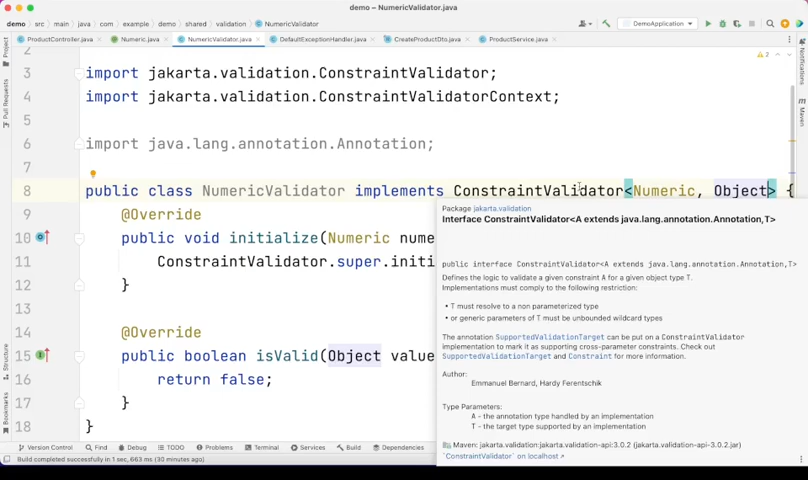 demo – NumericValidator.java
demo > src > main > java > com > example > demo > shared > validation > NumericValidator
DemoApplication
ProductController.java
Numeric.java
NumericValidator.java
DefaultExceptionHandler.java
CreateProductDto.java
ProductService.java
Project
Pull Requests
Structure
Bookmarks
Notifications
Maven
2
2
3 import jakarta.validation.ConstraintValidator;
4 import jakarta.validation.ConstraintValidatorContext;
5
6 import java.lang.annotation.Annotation;
7
8 public class NumericValidator implements ConstraintValidator<Numeric, Object> {
9 @Override
10 public void initialize(Numeric nume
11 ConstraintValidator.super.initi
12 }
13
14 @Override
15 public boolean isValid(Object value
16 return false;
17 }
18 }
Package jakarta.validation
Interface ConstraintValidator<A extends java.lang.annotation.Annotation,T>
public interface ConstraintValidator<A extends java.lang.annotation.Annotation,T>
Defines the logic to validate a given constraint A for a given object type T.
Implementations must comply to the following restriction:
• T must resolve to a non parameterized type
• or generic parameters of T must be unbounded wildcard types
The annotation SupportedValidationTarget can be put on a ConstraintValidator
implementation to mark it as supporting cross-parameter constraints. Check out
SupportedValidationTarget and Constraint for more information.
Author:
Emmanuel Bernard, Hardy Ferentschik
Type Parameters:
A - the annotation type handled by an implementation
T - the target type supported by an implementation
Maven: jakarta.validation:jakarta.validation-api:3.0.2 (jakarta.validation-api-3.0.2.jar)
`ConstraintValidator` on localhost ↗
Version Control
Find
Debug
TODO
Problems
Terminal
Services
Build
Dependencies
Build completed successfully in 1 sec, 663 ms (30 minutes ago)